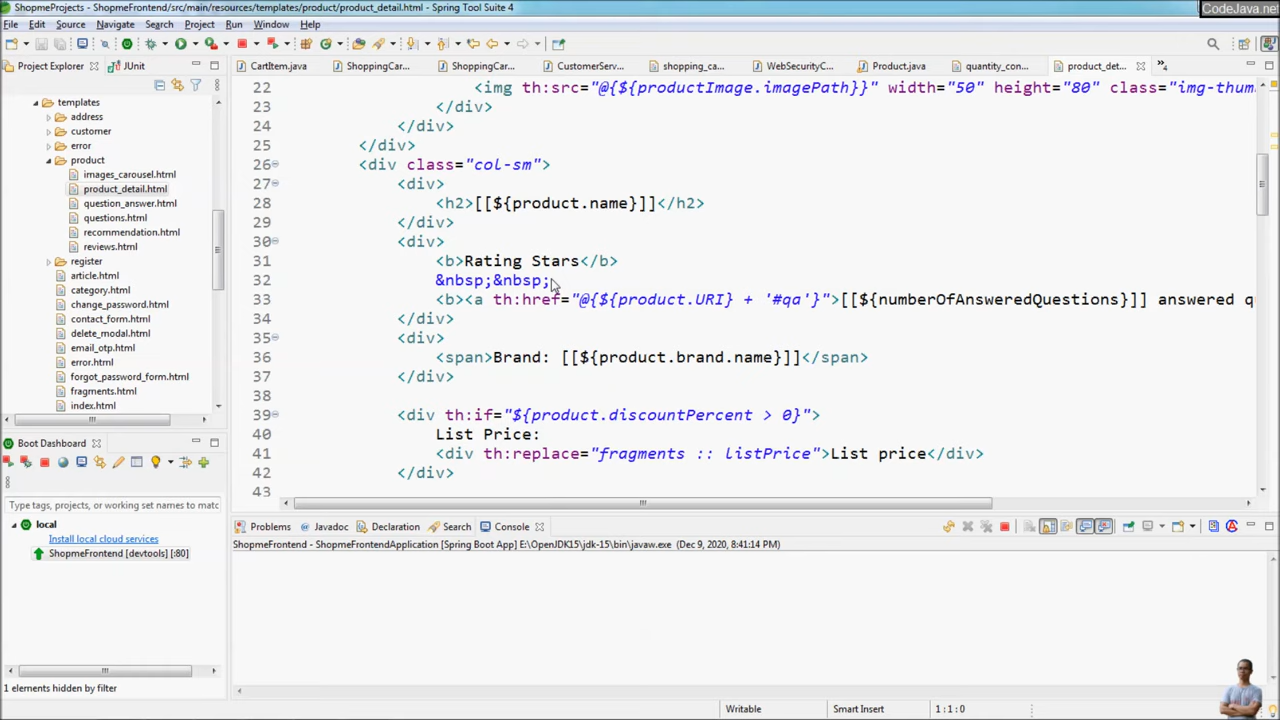 ShopmeProjects - ShopmeFrontend/src/main/resources/templates/product/product_detail.html - Spring Tool Suite 4
CodeJava.net
File Edit Source Navigate Search Project Run Window Help
Project Explorer JUnit
CartItem.java ShoppingCar... ShoppingCar... CustomerServ... shopping_ca... WebSecurityC... Product.java quantity_con... product_det... 4
templates
address
customer
error
product
images_carousel.html
product_detail.html
question_answer.html
questions.html
recommendation.html
reviews.html
register
article.html
category.html
change_password.html
contact_form.html
delete_modal.html
email_otp.html
error.html
forgot_password_form.html
fragments.html
index.html
22 <img th:src="@{${productImage.imagePath}}" width="50" height="80" class="img-thum
23 </div>
24 </div>
25 </div>
26 <div class="col-sm">
27 <div>
28 <h2>[[${product.name}]]</h2>
29 </div>
30 <div>
31 <b>Rating Stars</b>
32 &nbsp;&nbsp;
33 <b><a th:href="@{${product.URI} + '#qa'}">[[${numberOfAnsweredQuestions}]] answered q
34 </div>
35 <div>
36 <span>Brand: [[${product.brand.name}]]</span>
37 </div>
38
39 <div th:if="${product.discountPercent > 0}">
40 List Price:
41 <div th:replace="fragments :: listPrice">List price</div>
42 </div>
43
Boot Dashboard
Type tags, projects, or working set names to matc
local
Install local cloud services
ShopmeFrontend [devtools] [:80]
1 elements hidden by filter
Problems Javadoc Declaration Search Console
ShopmeFrontend - ShopmeFrontendApplication [Spring Boot App] E:\OpenJDK15\jdk-15\bin\javaw.exe (Dec 9, 2020, 8:41:14 PM)
Writable Smart Insert 1:1:0